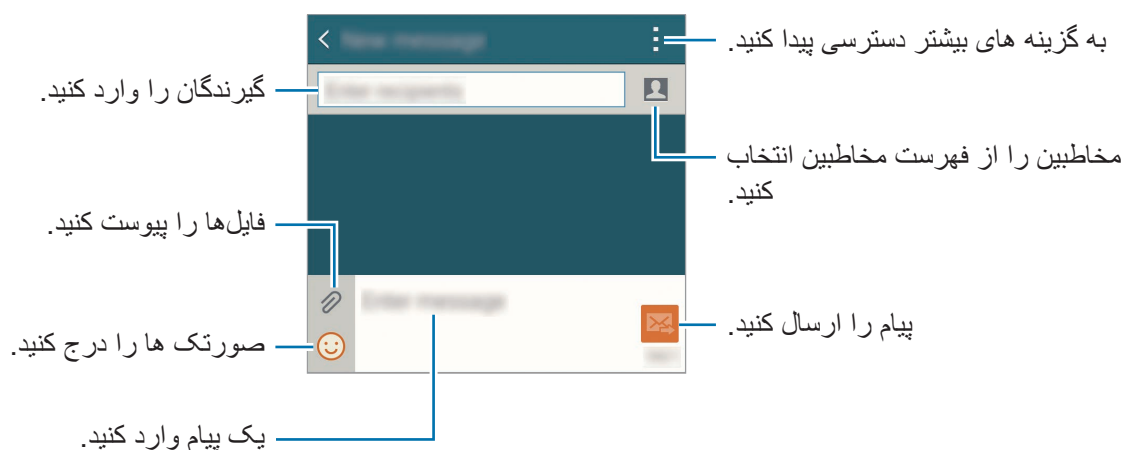 به گزینه های بیشتر دسترسی پیدا کنید.
گیرندگان را وارد کنید.
مخاطبین را از فهرست مخاطبین انتخاب
کنید.
فایل‌ها را پیوست کنید.
پیام را ارسال کنید.
صورتک ها را درج کنید.
یک پیام وارد کنید.